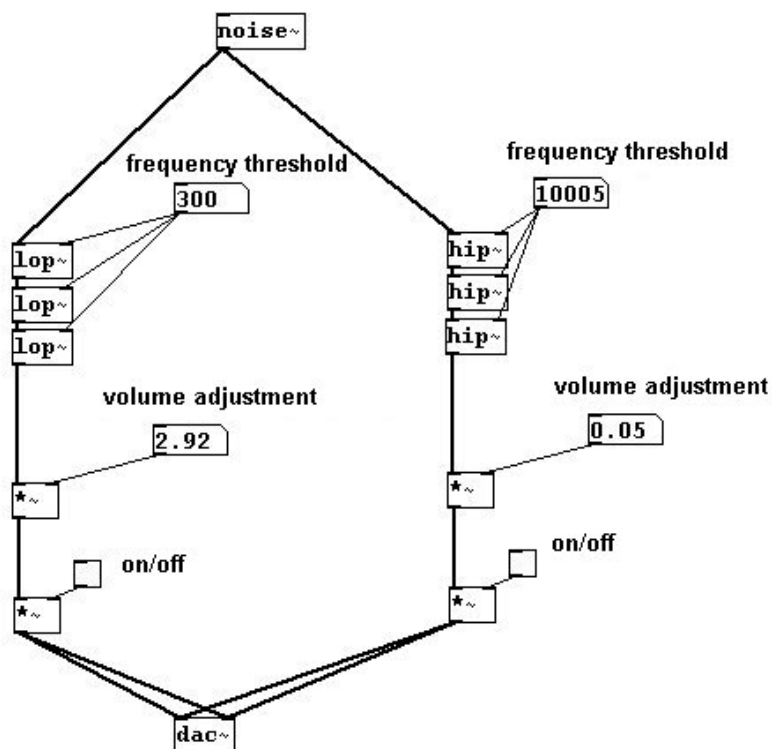 noise~
frequency threshold
frequency threshold
300
10005
lop~
hip~
lop~
hip~
lop~
hip~
volume adjustment
volume adjustment
2.92
0.05
*~
*~
on/off
on/off
*~
*~
dac~